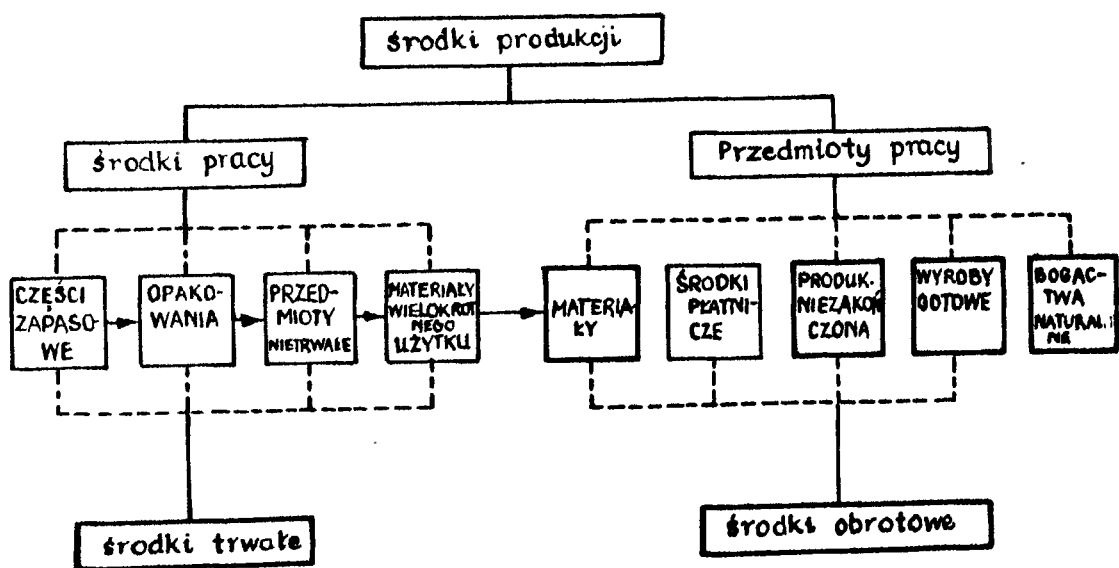 środki produkcji
środki pracy
Przedmioty pracy
CZĘŚCI
ZAPASO-
WE
OPAKO-
WANIA
PRZED-
MIOTY
NIETRWAŁE
MATERIAŁY
WIELOKROT
NEGO
UŻYTKU
MATERIA-
ŁY
ŚRODKI
PŁATNI-
CZE
PRODUK.
NIEZAKOŃ
CZONA
WYROBY
GOTOWE
BOGAC-
TWA
NATURAL.
NE
środki trwałe
środki obrotowe